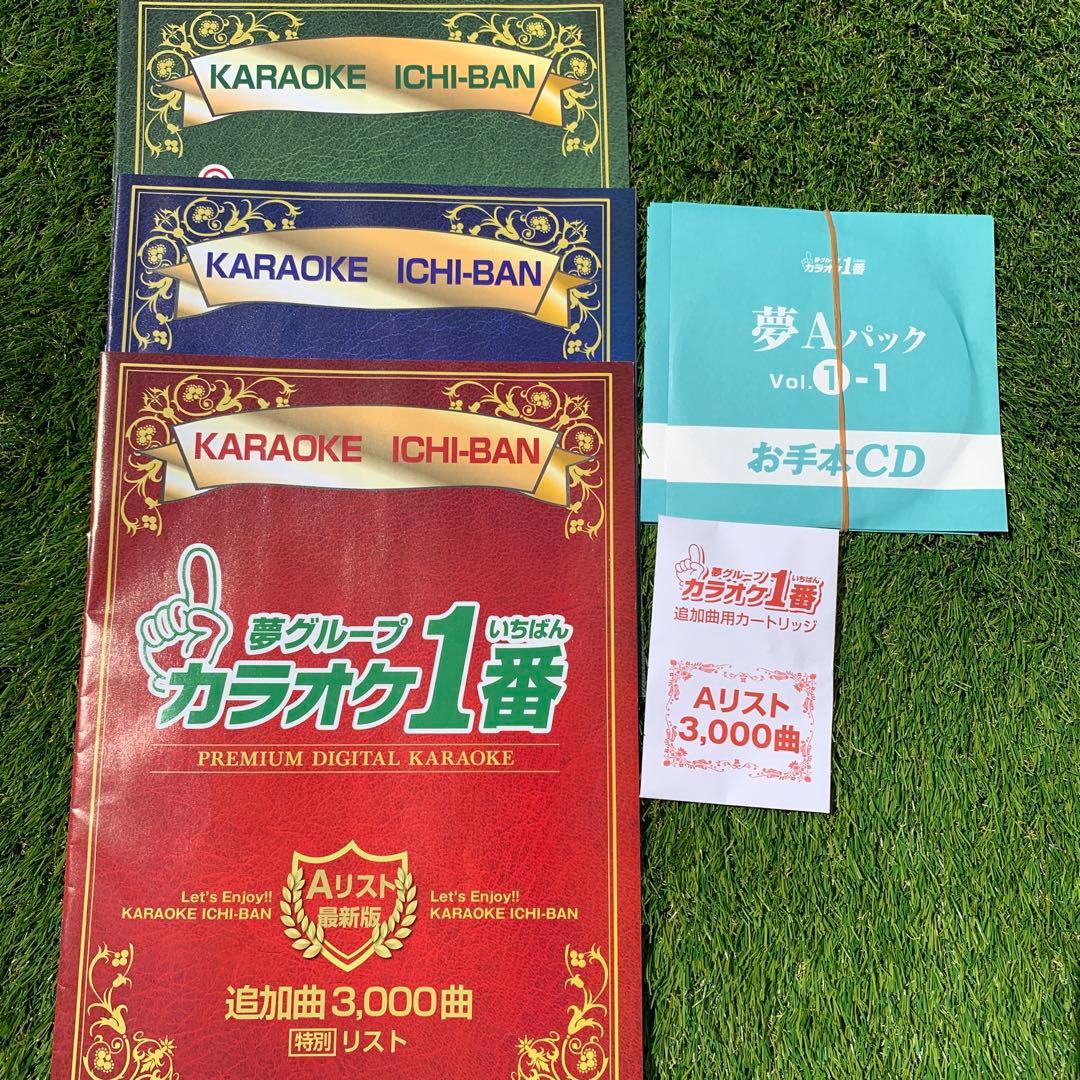 KARAOKE ICHI-BAN
KARAOKE ICHI-BAN
KARAOKE ICHI-BAN
夢グループ
いちばん
カラオケ1番
PREMIUM DIGITAL KARAOKE
Let's Enjoy!!
KARAOKE ICHI-BAN
Aリスト
最新版
Let's Enjoy!!
KARAOKE ICHI-BAN
追加曲3,000曲
特別 リスト
夢グループ
カラオケ1番
夢Aパック
Vol.1-1
お手本CD
夢グループ
いちばん
カラオケ1番
追加曲用カートリッジ
Aリスト
3,000曲